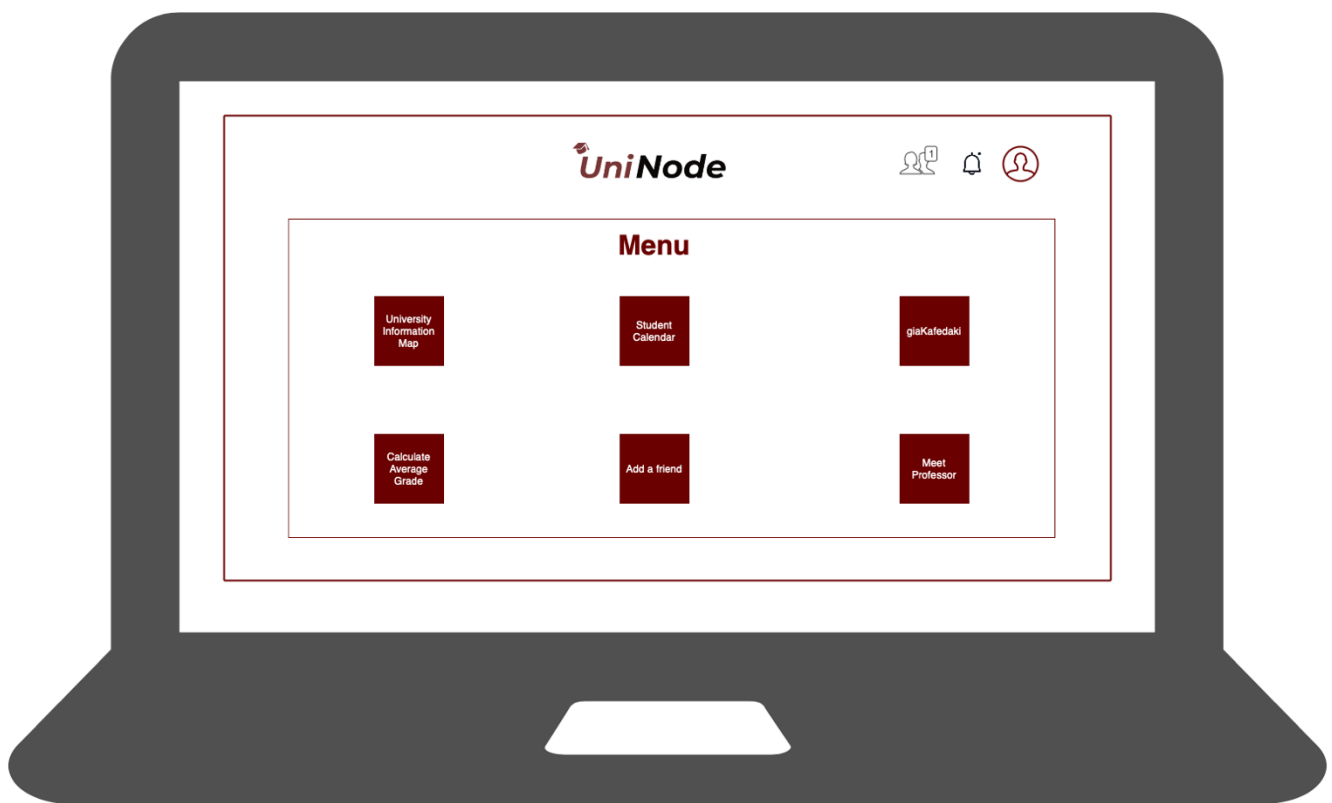 UniNode
1
Menu
University
Information
Map
Student
Calendar
giaKafedaki
Calculate
Average
Grade
Add a friend
Meet
Professor